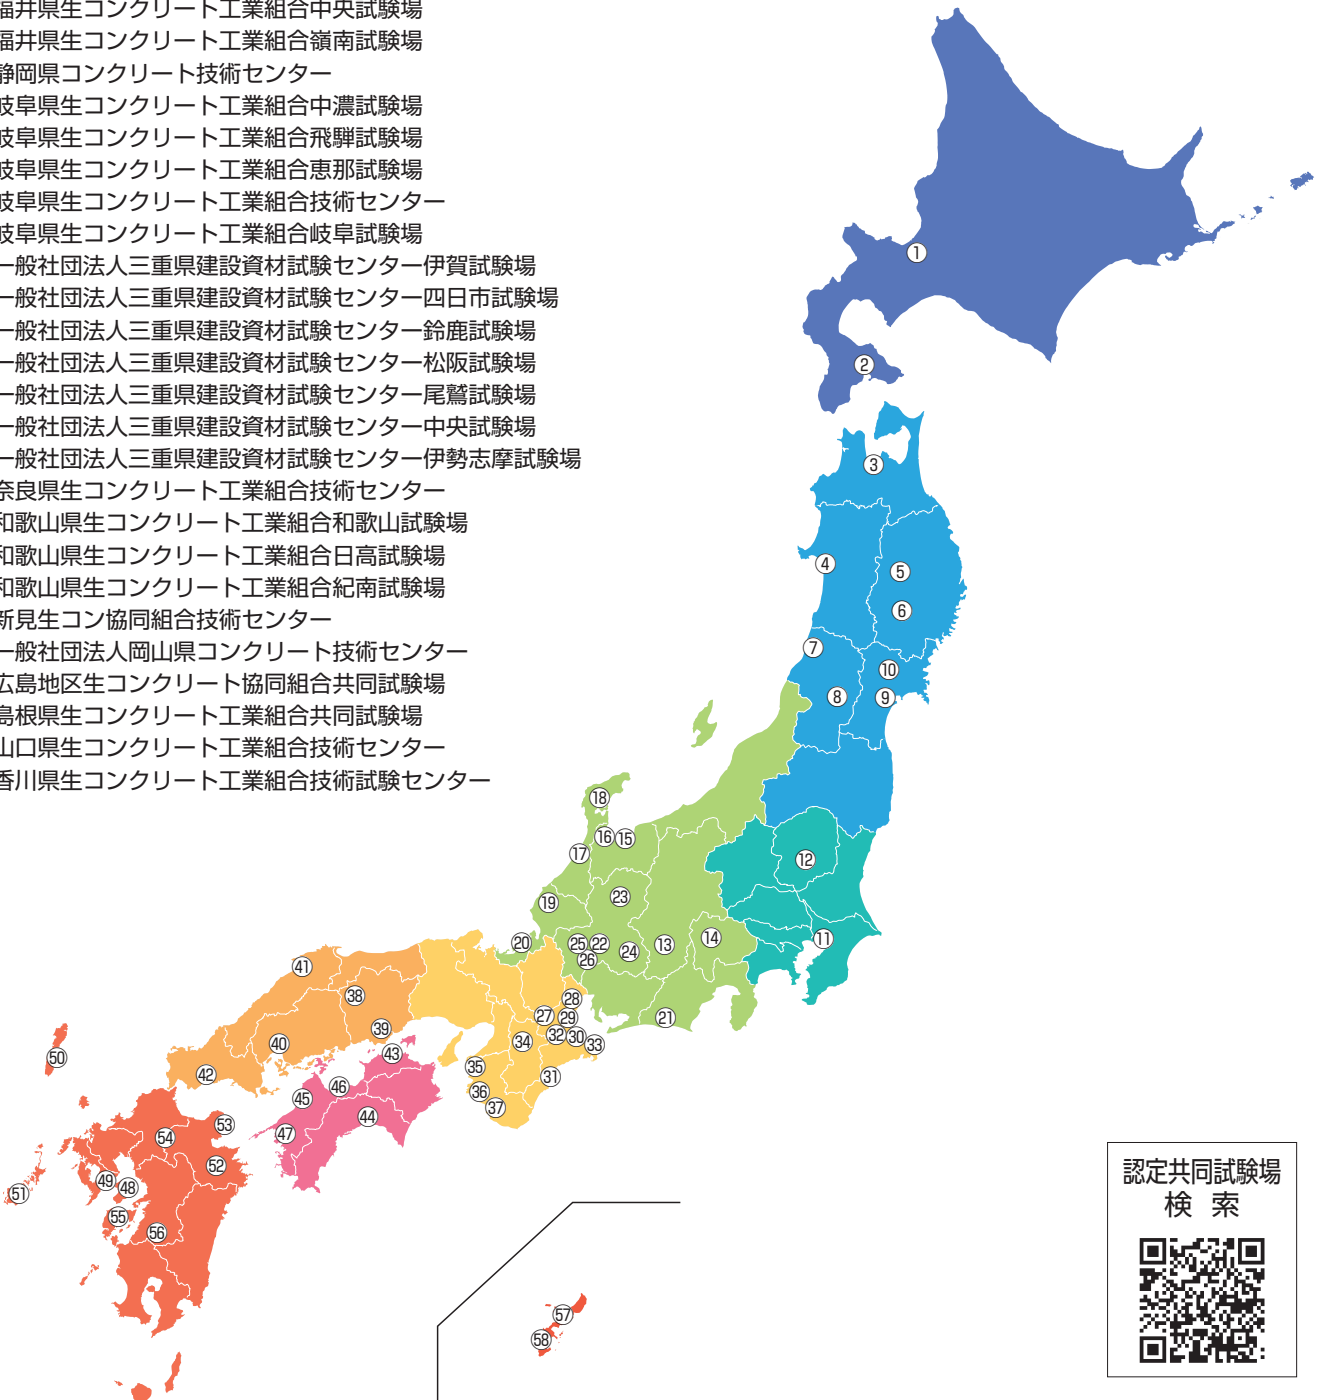 福井県生コンクリート工業組合中央試験場
福井県生コンクリート工業組合嶺南試験場
静岡県コンクリート技術センター
岐阜県生コンクリート工業組合中濃試験場
岐阜県生コンクリート工業組合飛騨試験場
岐阜県生コンクリート工業組合恵那試験場
岐阜県生コンクリート工業組合技術センター
岐阜県生コンクリート工業組合岐阜試験場
一般社団法人三重県建設資材試験センター伊賀試験場
一般社団法人三重県建設資材試験センター四日市試験場
一般社団法人三重県建設資材試験センター鈴鹿試験場
一般社団法人三重県建設資材試験センター松阪試験場
一般社団法人三重県建設資材試験センター尾鷲試験場
一般社団法人三重県建設資材試験センター中央試験場
一般社団法人三重県建設資材試験センター伊勢志摩試験場
奈良県生コンクリート工業組合技術センター
和歌山県生コンクリート工業組合和歌山試験場
和歌山県生コンクリート工業組合日高試験場
和歌山県生コンクリート工業組合紀南試験場
新見生コン協同組合技術センター
一般社団法人岡山県コンクリート技術センター
広島地区生コンクリート協同組合共同試験場
島根県生コンクリート工業組合共同試験場
山口県生コンクリート工業組合技術センター
香川県生コンクリート工業組合技術試験センター
①
②
③
④
⑤
⑥
⑦
⑧
⑨
⑩
⑪
⑫
⑬
⑭
⑮
⑯
⑰
⑱
⑲
⑳
㉑
㉒
㉓
㉔
㉕
㉖
㉗
㉘
㉙
㉚
㉛
㉜
㉝
㉞
㉟
㊱
㊲
㊳
㊴
㊵
㊶
㊷
㊸
㊹
㊺
㊻
㊼
㊽
㊾
㊿
51
52
53
54
55
56
57
58
認定共同試験場
検 索